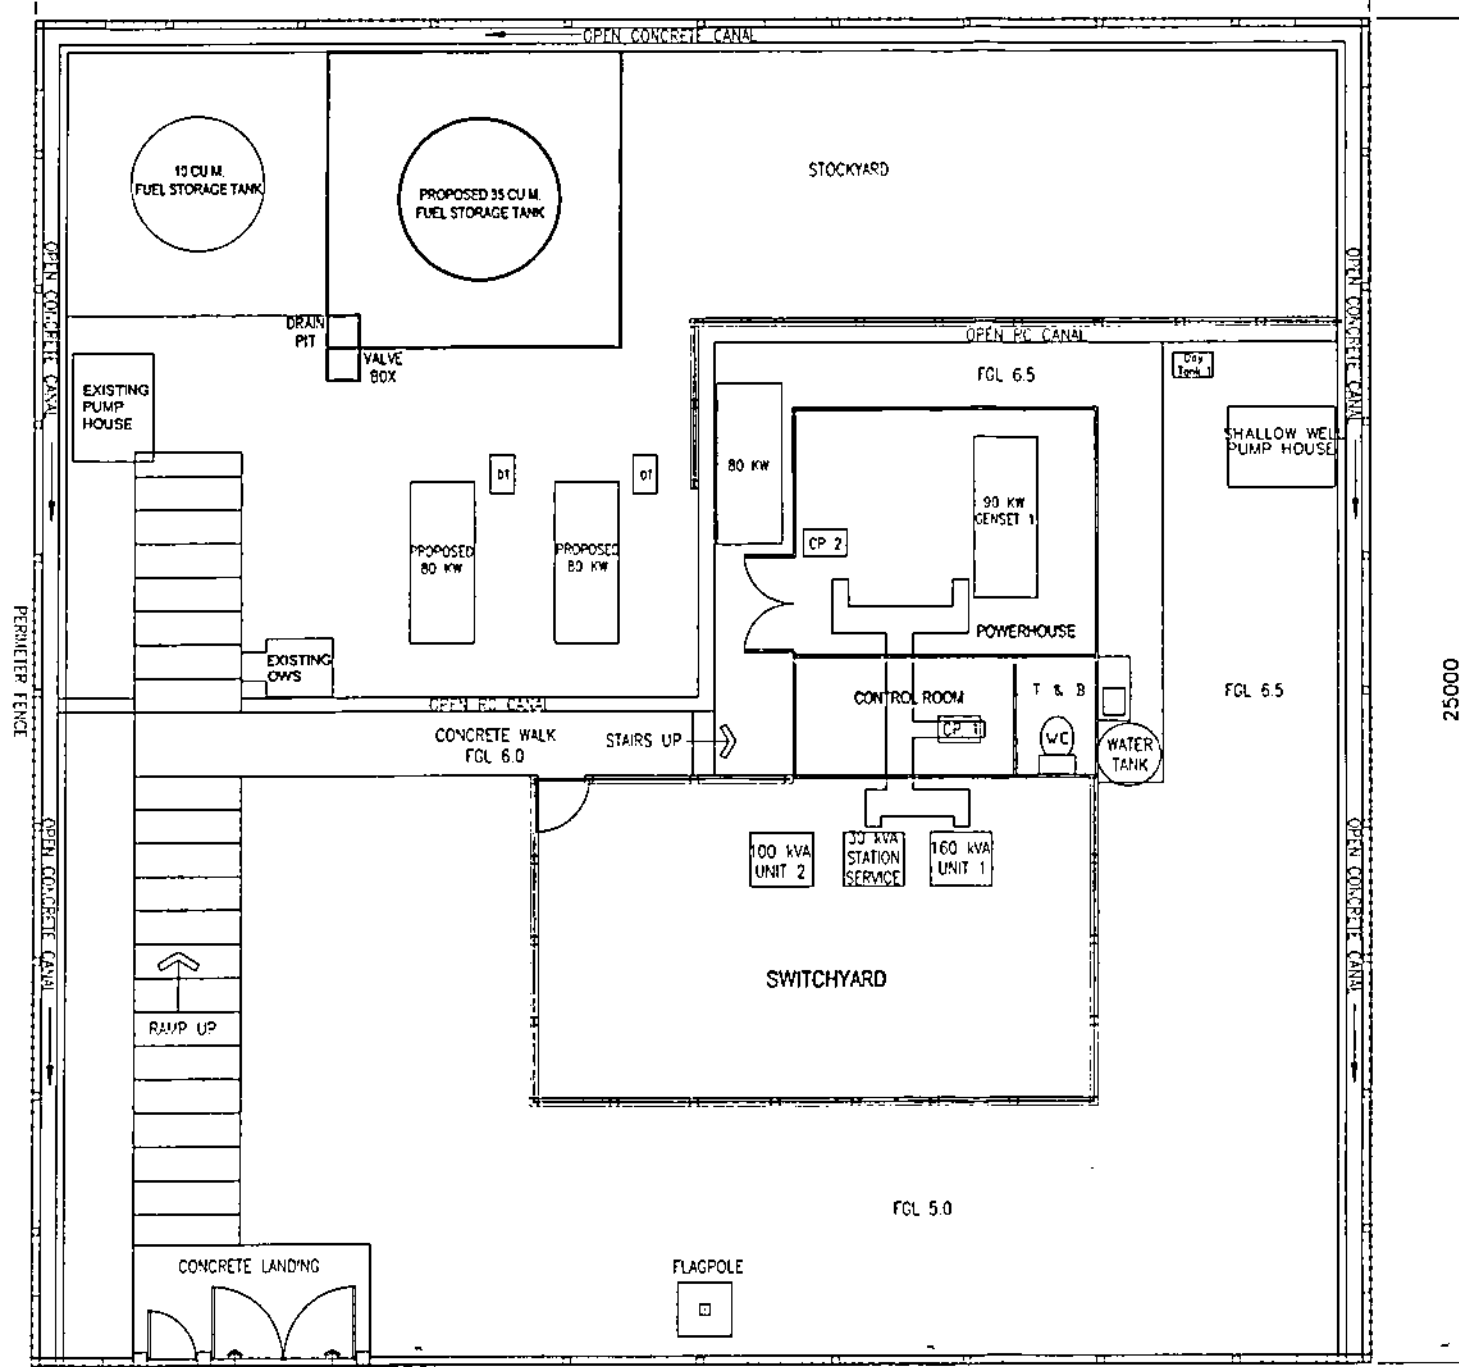 OPEN CONCRETE CANAL
10 CU M.
FUEL STORAGE TANK
PROPOSED 35 CU M.
FUEL STORAGE TANK
STOCKYARD
OPEN CONCRETE CANAL
OPEN CONCRETE CANAL
DRAIN
PIT
VALVE
BOX
OPEN RC CANAL
FGL 6.5
Day
Tank 1
EXISTING
PUMP
HOUSE
SHALLOW WELL
PUMP HOUSE
80 KW
DT
DT
90 KW
GENSET 1
CP 2
PROPOSED
80 KW
PROPOSED
80 KW
PERIMETER FENCE
POWERHOUSE
EXISTING
OWS
CONTROL ROOM
T & B
FGL 6.5
25000
OPEN RC CANAL
CONCRETE WALK
FGL 6.0
STAIRS UP
CP 1
WC
WATER
TANK
OPEN CONCRETE CANAL
OPEN CONCRETE CANAL
100 kVA
UNIT 2
30 kVA
STATION
SERVICE
160 kVA
UNIT 1
SWITCHYARD
RAMP UP
FGL 5.0
CONCRETE LANDING
FLAGPOLE